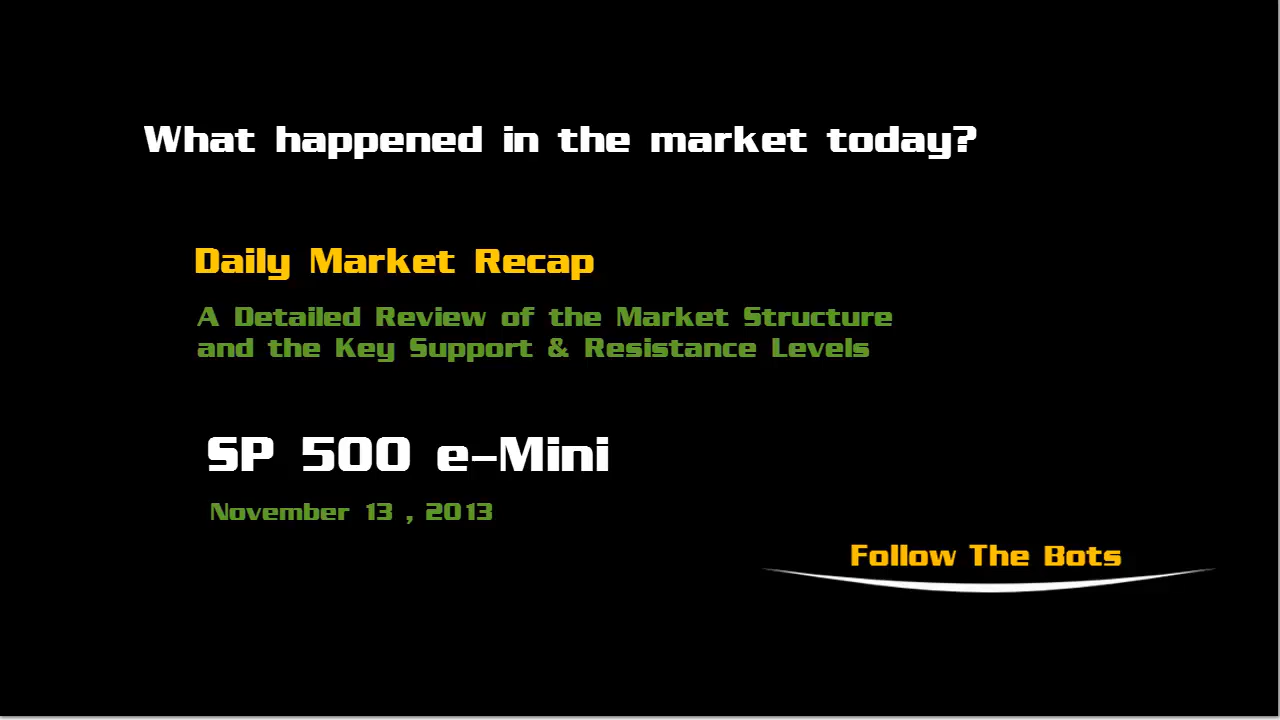 What happened in the market today?
Daily Market Recap
A Detailed Review of the Market Structure
and the Key Support & Resistance Levels
SP 500 e-Mini
November 13 , 2013
Follow The Bots